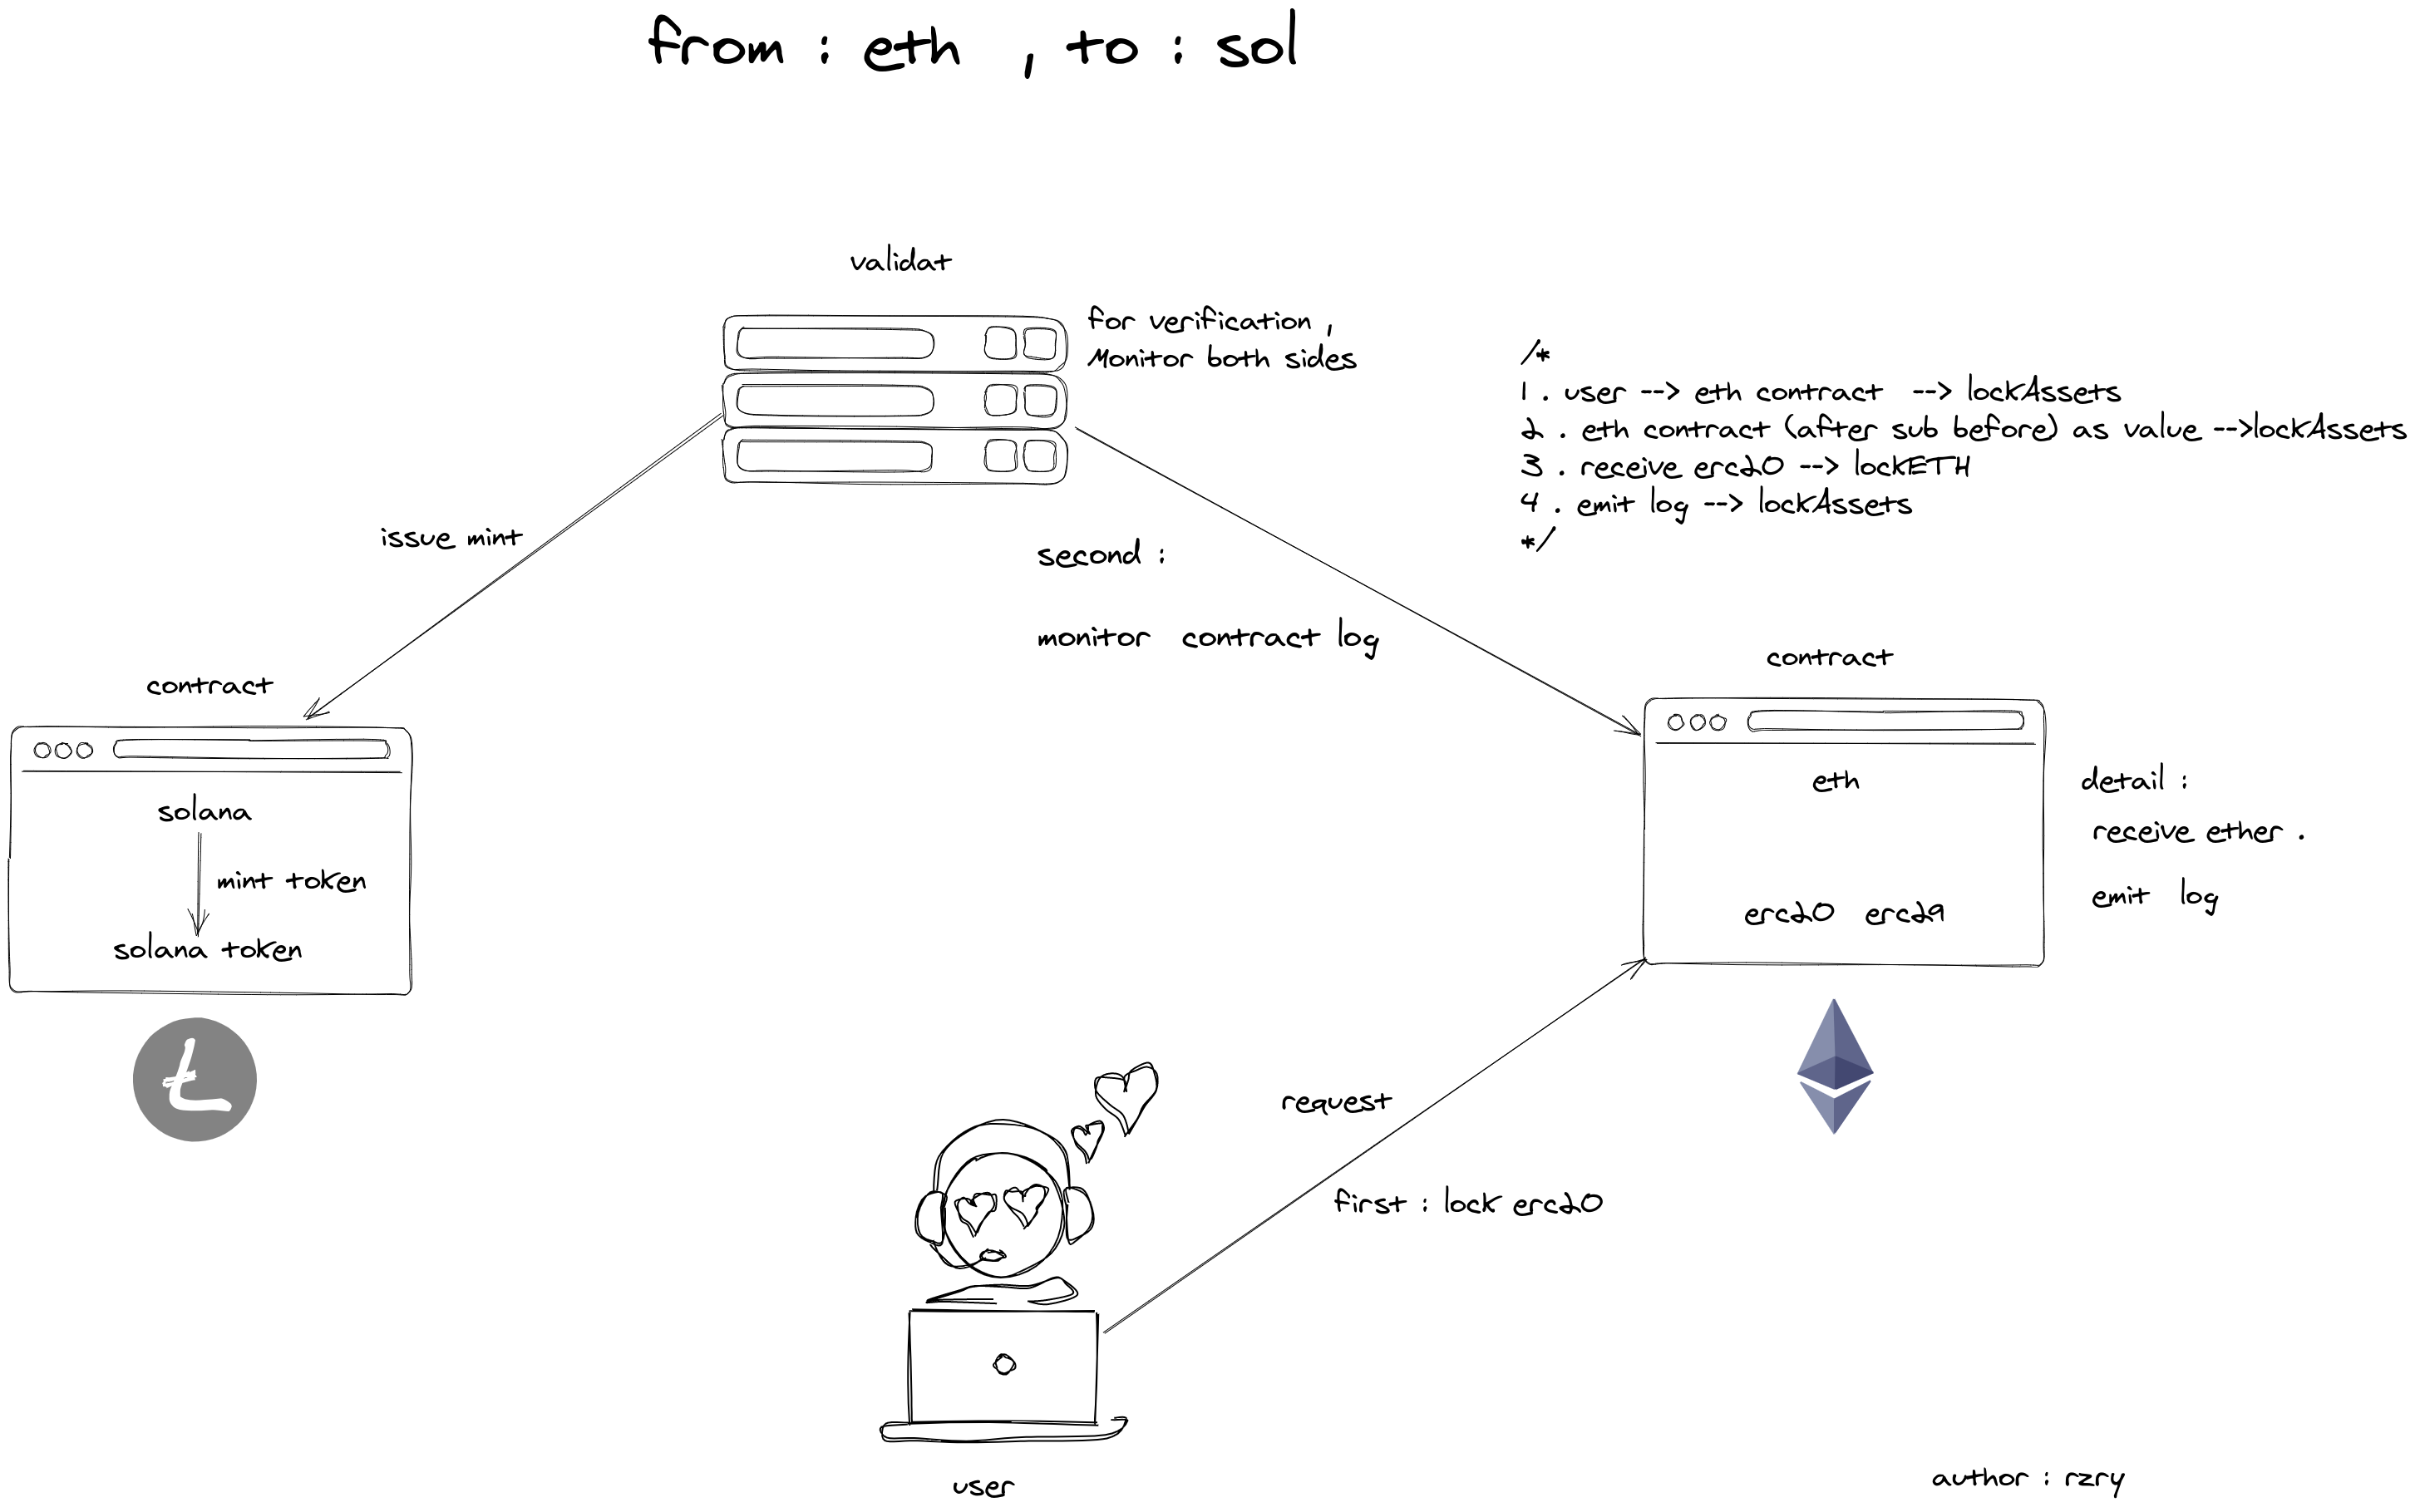 from : eth , to : sol
validat
for verification ,
Monitor both sides
/*
1 . user --> eth contract --> lockAssets
2 . eth contract (after sub before) as value -->lockAssets
3 . receive erc20 --> lockETH
4 . emit log --> lockAssets
*/
issue mint
second :
monitor contract log
contract
solana
mint token
solana token
contract
eth
erc20 erc29
detail :
receive ether .
emit log
request
first : lock erc20
user
author : rzry